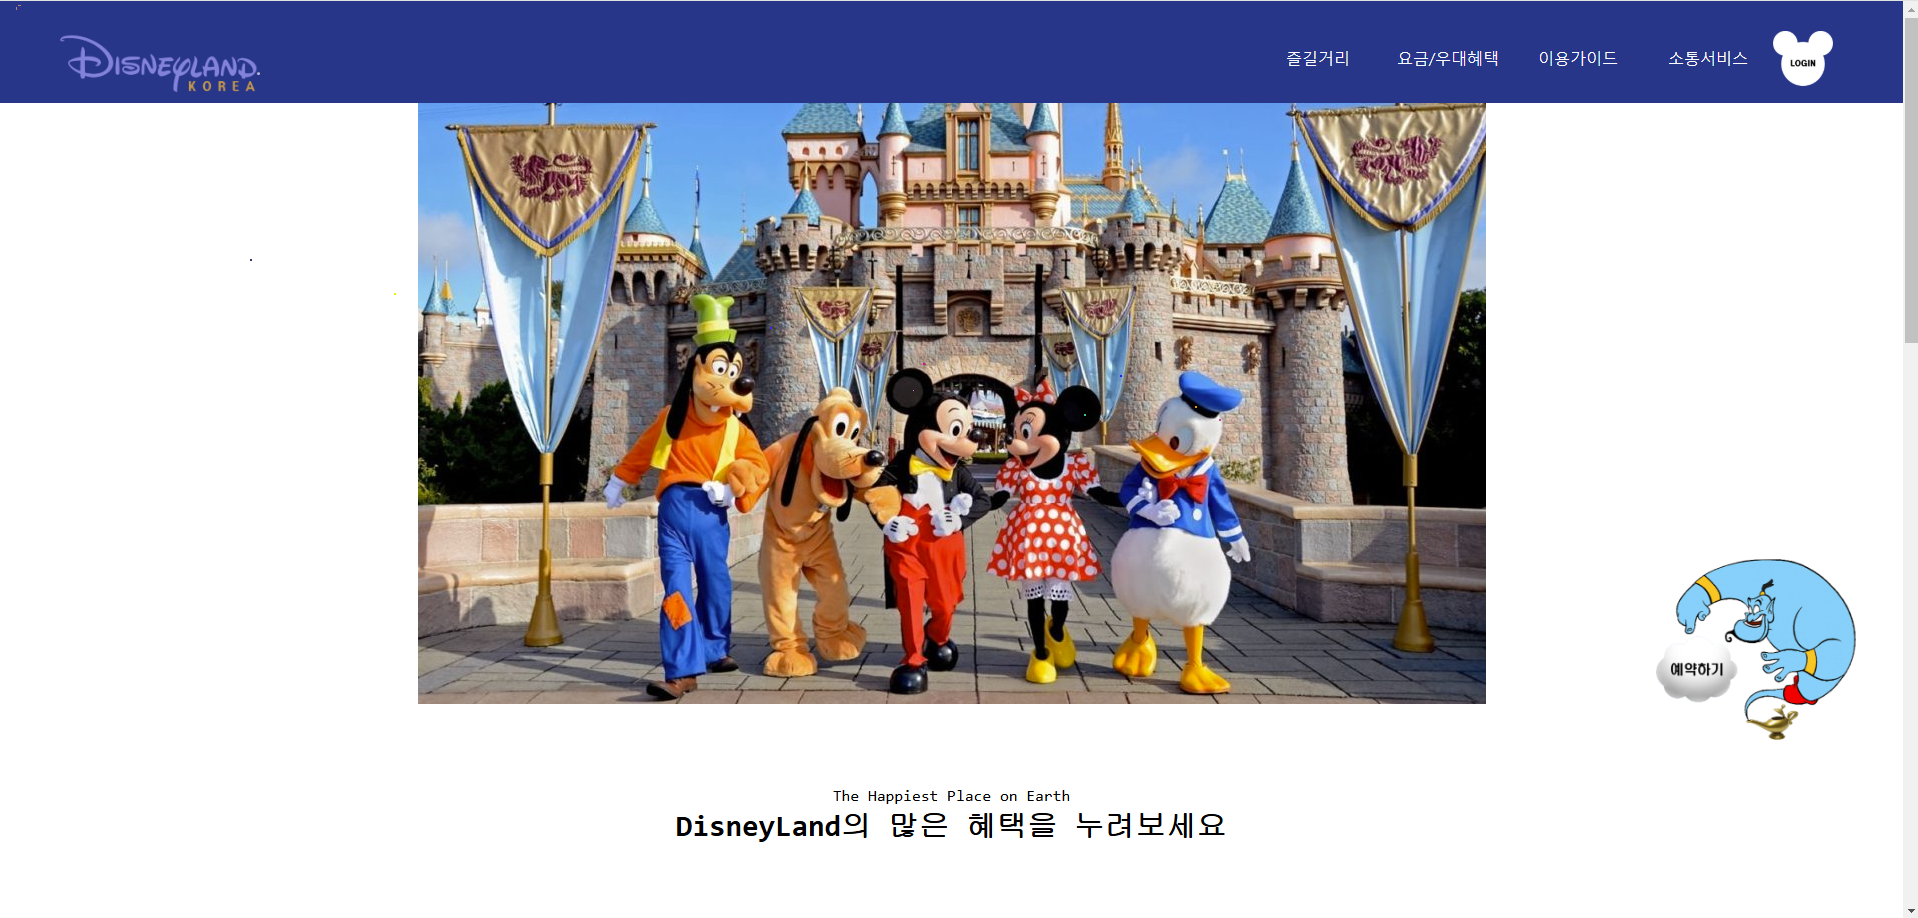 DISNEYLAND.
KOREA
즐길거리
요금/우대혜택
이용가이드
소통서비스
LOGIN
예약하기
The Happiest Place on Earth
DisneyLand의 많은 혜택을 누려보세요